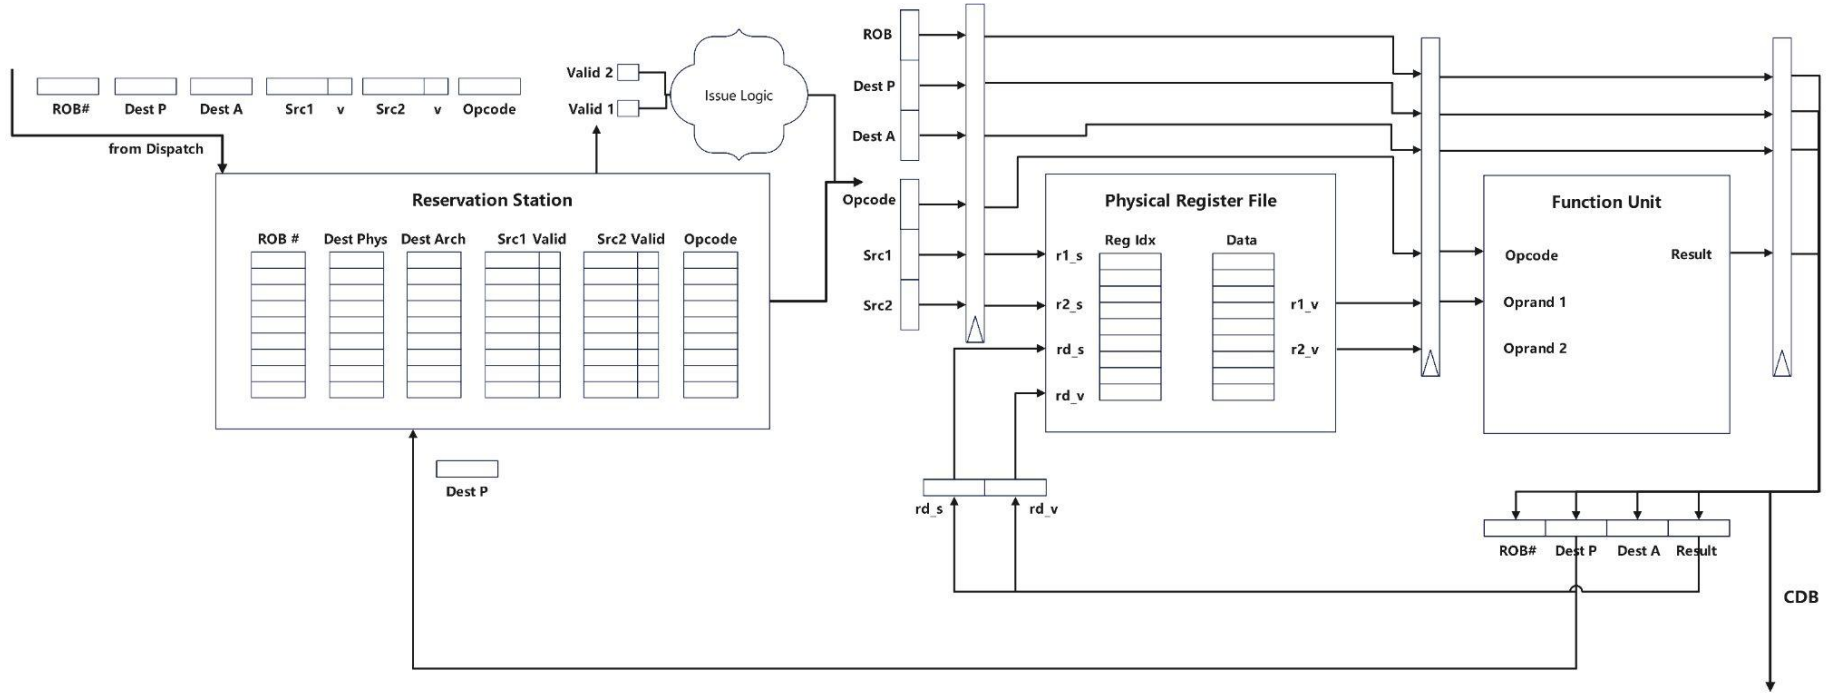 ROB# Dest P Dest A Src1 v Src2 v Opcode
from Dispatch
Valid 2
Valid 1
Issue Logic
Reservation Station
ROB # Dest Phys Dest Arch Src1 Valid Src2 Valid Opcode
Dest P
ROB
Dest P
Dest A
Opcode
Src1
Src2
Physical Register File
Reg Idx Data
r1_s
r2_s
rd_s
rd_v
r1_v
r2_v
rd_s rd_v
Function Unit
Opcode Result
Oprand 1
Oprand 2
ROB# Dest P Dest A Result
CDB